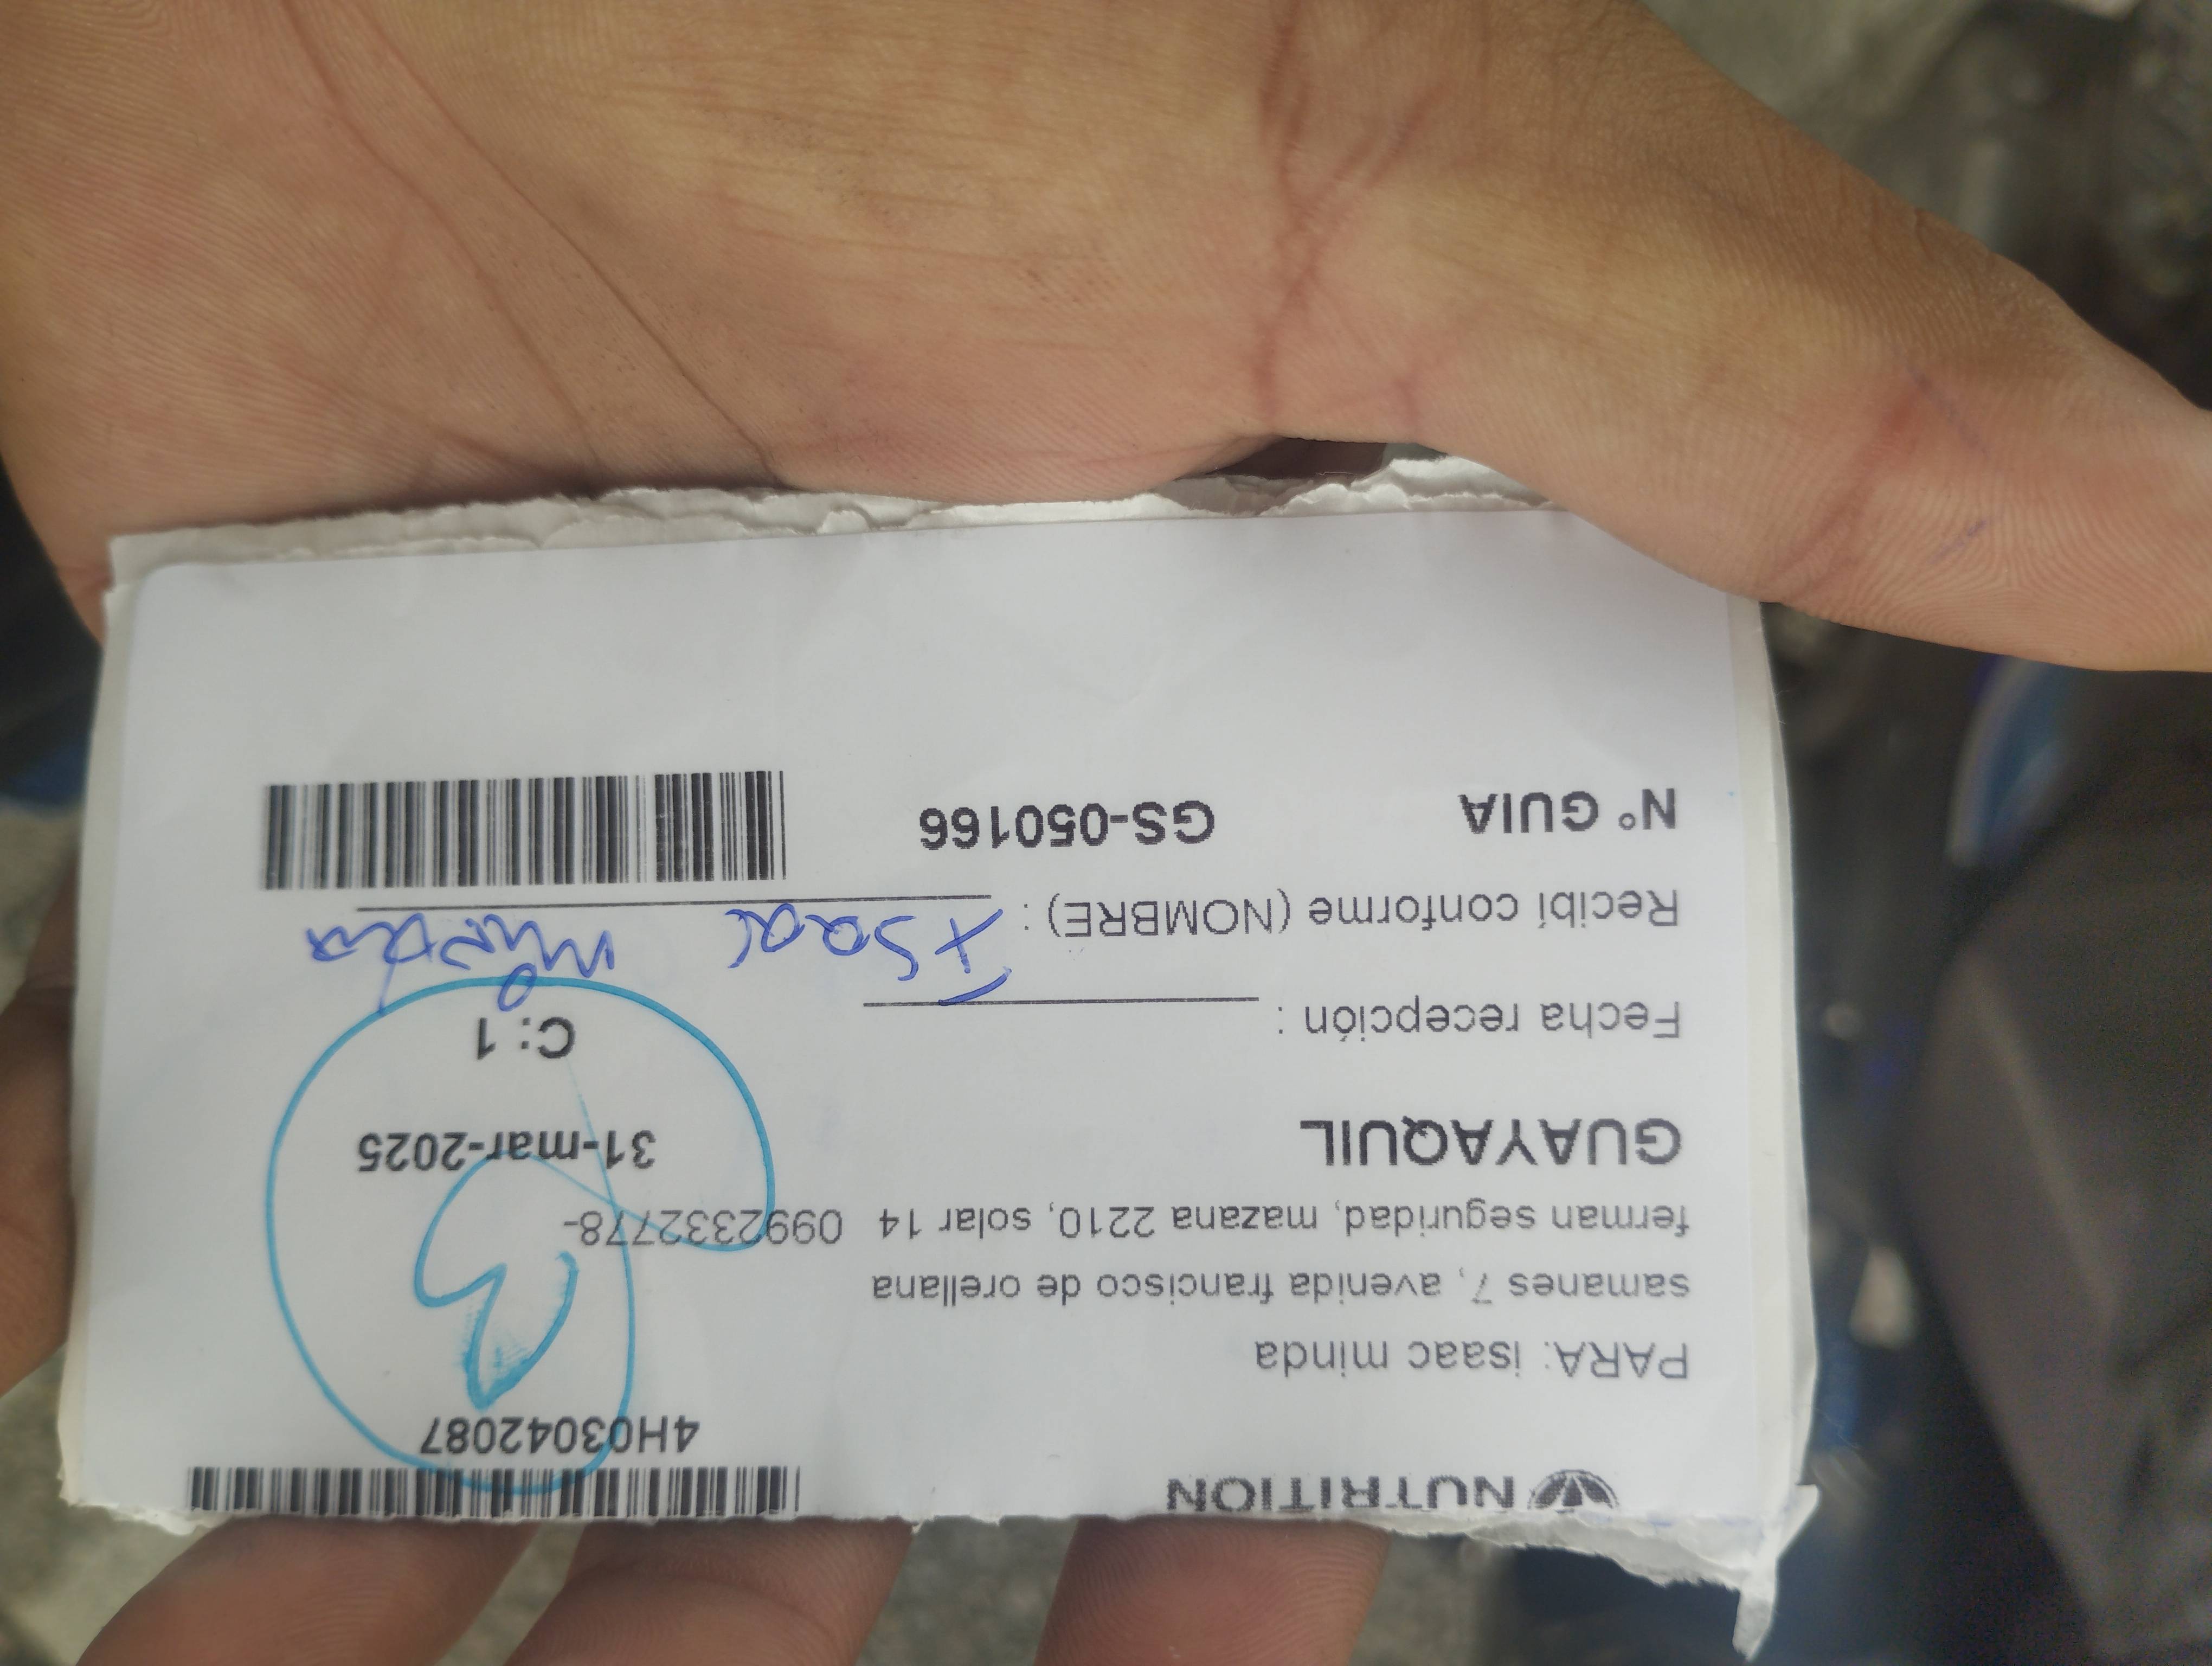 NUTRITION
4H03042087
PARA: isaac minda
samanes 7, avenida francisco de orellana
ferman seguridad, mazana 2210, solar 14 0992332778-
GUAYAQUIL
31-mar-2025
C: 1
Fecha recepción :
Recibí conforme (NOMBRE) : Isaac Minda
N° GUIA GS-050166